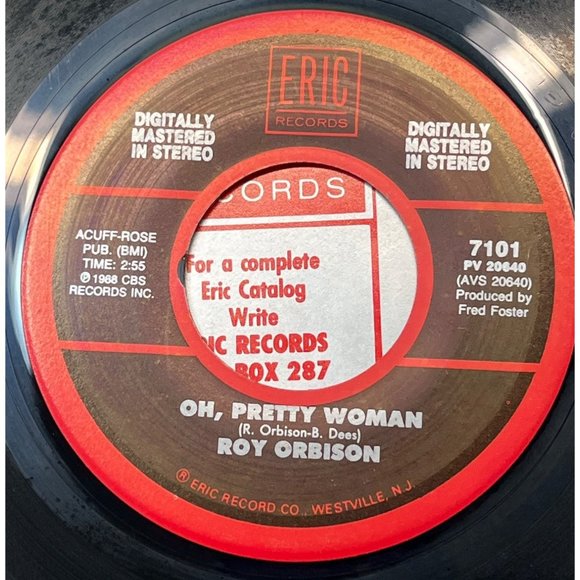 ERIC
RECORDS
DIGITALLY
MASTERED
IN STEREO
DIGITALLY
MASTERED
IN STEREO
ACUFF-ROSE
PUB. (BMI)
TIME: 2:55
℗ 1988 CBS
RECORDS INC.
7101
PV 20640
(AVS 20640)
Produced by
Fred Foster
CORDS
For a complete
Eric Catalog
Write
IC RECORDS
BOX 287
OH, PRETTY WOMAN
(R. Orbison-B. Dees)
ROY ORBISON
® ERIC RECORD CO., WESTVILLE, N.J.